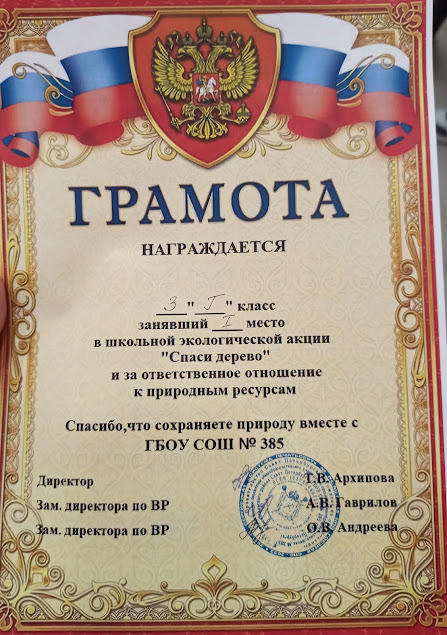 ГРАМОТА
НАГРАЖДАЕТСЯ
3 "Г" класс
занявший I место
в школьной экологической акции
"Спаси дерево"
и за ответственное отношение
к природным ресурсам
Спасибо,что сохраняете природу вместе с
ГБОУ СОШ № 385
Директор Т.В. Архипова
Зам. директора по ВР А.В. Гаврилов
Зам. директора по ВР О.В. Андреева